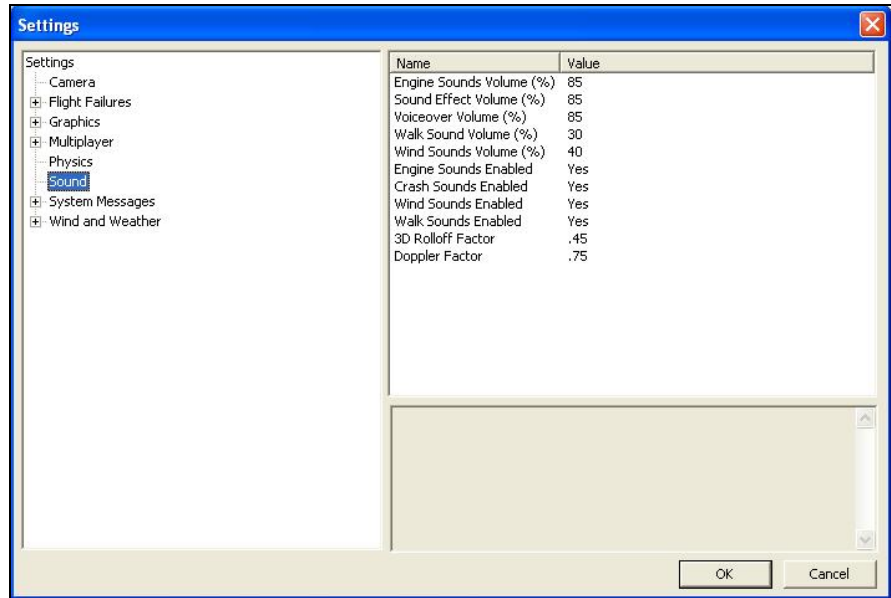 Settings
Settings
Camera
Flight Failures
Graphics
Multiplayer
Physics
Sound
System Messages
Wind and Weather
Name Value
Engine Sounds Volume (%) 85
Sound Effect Volume (%) 85
Voiceover Volume (%) 85
Walk Sound Volume (%) 30
Wind Sounds Volume (%) 40
Engine Sounds Enabled Yes
Crash Sounds Enabled Yes
Wind Sounds Enabled Yes
Walk Sounds Enabled Yes
3D Rolloff Factor .45
Doppler Factor .75
OK Cancel